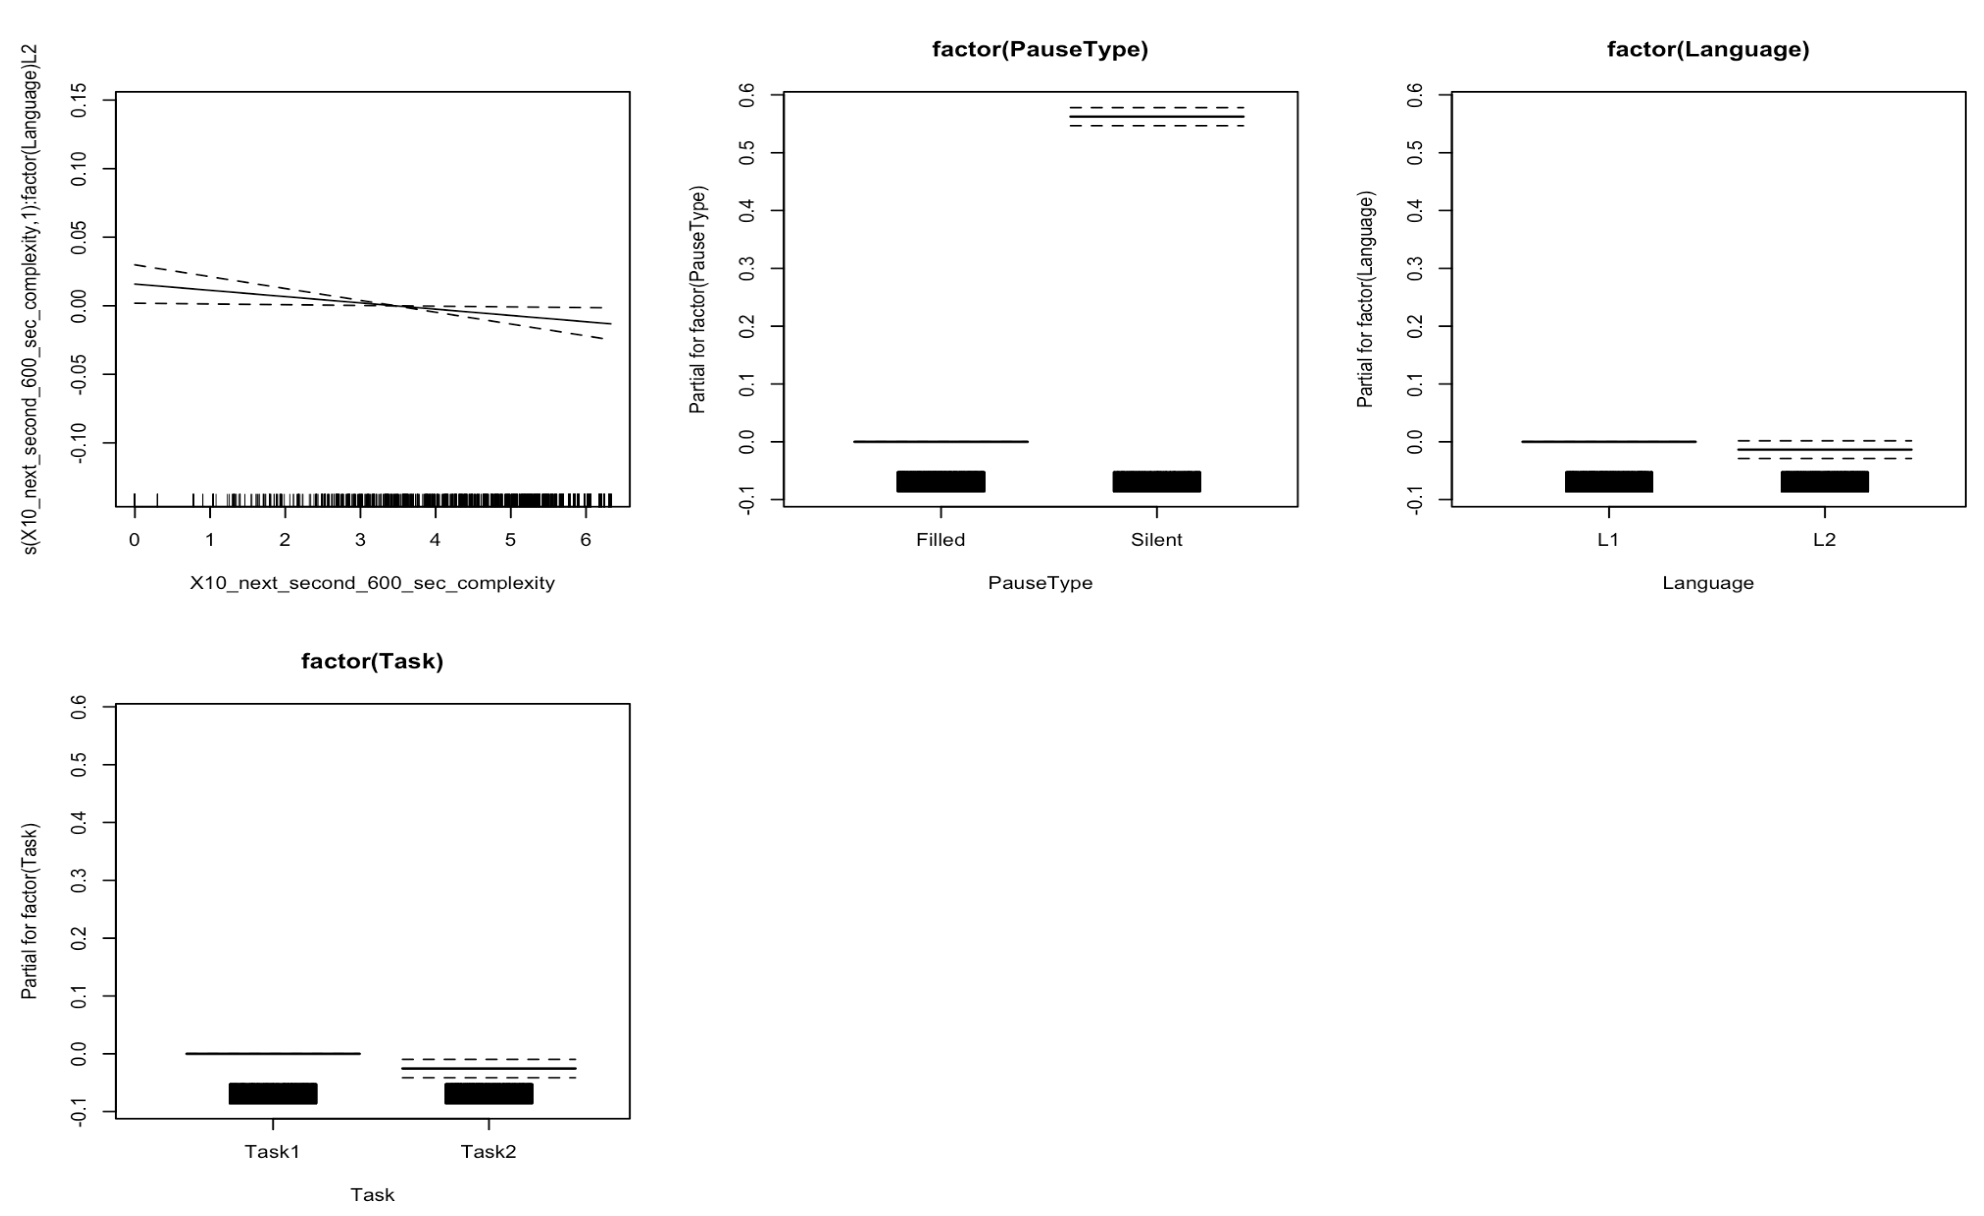 s(X10_next_second_600_sec_complexity,1):factor(Language)L2
0.15
0.10
0.05
0.00
-0.05
-0.10
0 1 2 3 4 5 6
X10_next_second_600_sec_complexity
factor(PauseType)
Partial for factor(PauseType)
0.6
0.5
0.4
0.3
0.2
0.1
0.0
-0.1
Filled Silent
PauseType
factor(Language)
Partial for factor(Language)
0.6
0.5
0.4
0.3
0.2
0.1
0.0
-0.1
L1 L2
Language
factor(Task)
Partial for factor(Task)
0.6
0.5
0.4
0.3
0.2
0.1
0.0
-0.1
Task1 Task2
Task